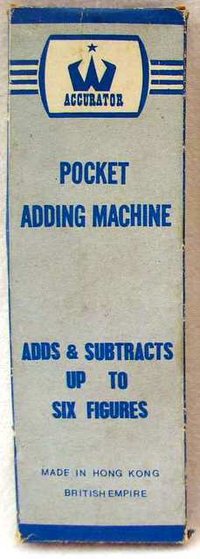 W
ACCURATOR
POCKET
ADDING MACHINE
ADDS & SUBTRACTS
UP TO
SIX FIGURES
MADE IN HONG KONG
BRITISH EMPIRE